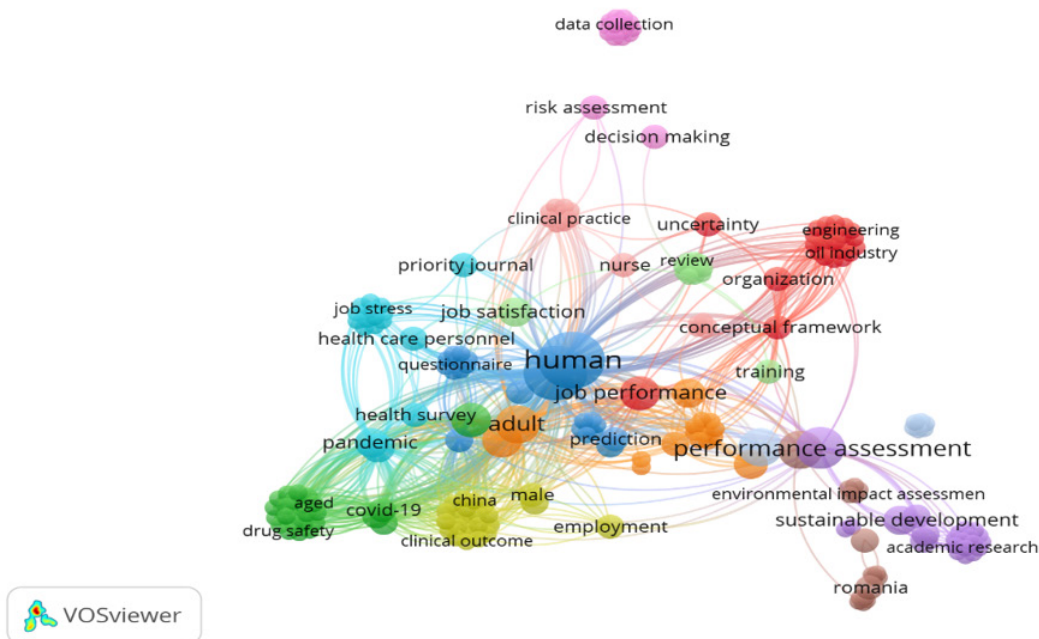 data collection
risk assessment
decision making
clinical practice
uncertainty
engineering
oil industry
priority journal
nurse
review
organization
job stress
job satisfaction
conceptual framework
health care personnel
human
questionnaire
training
job performance
health survey
adult
pandemic
prediction
performance assessment
aged
china
male
environmental impact assessmen
covid-19
sustainable development
drug safety
clinical outcome
employment
academic research
romania
VOSviewer